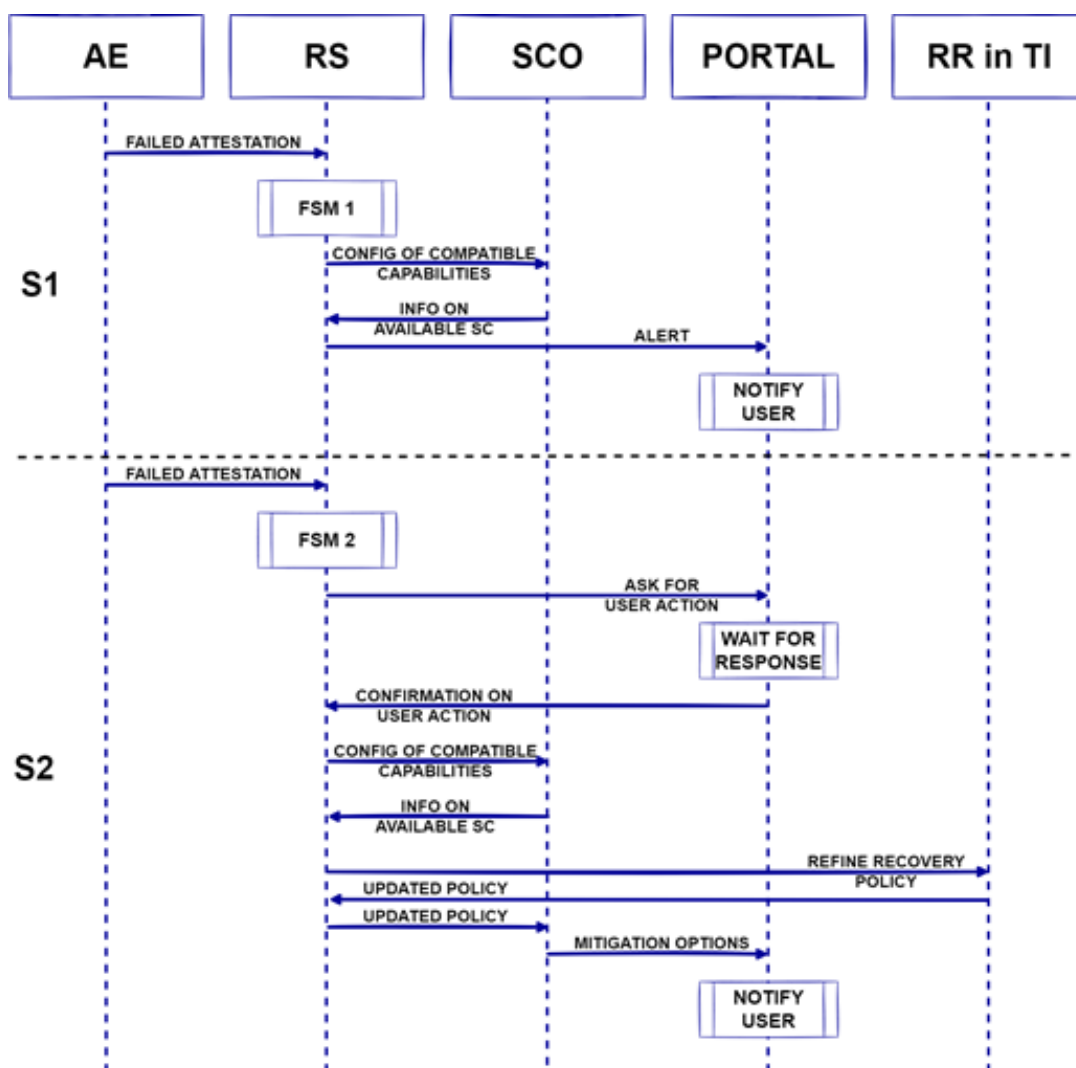 AE
RS
SCO
PORTAL
RR in TI
FAILED ATTESTATION
FSM 1
CONFIG OF COMPATIBLE
CAPABILITIES
S1
INFO ON
AVAILABLE SC
ALERT
NOTIFY
USER
FAILED ATTESTATION
FSM 2
ASK FOR
USER ACTION
WAIT FOR
RESPONSE
CONFIRMATION ON
USER ACTION
CONFIG OF COMPATIBLE
CAPABILITIES
S2
INFO ON
AVAILABLE SC
REFINE RECOVERY
POLICY
UPDATED POLICY
UPDATED POLICY
MITIGATION OPTIONS
NOTIFY
USER